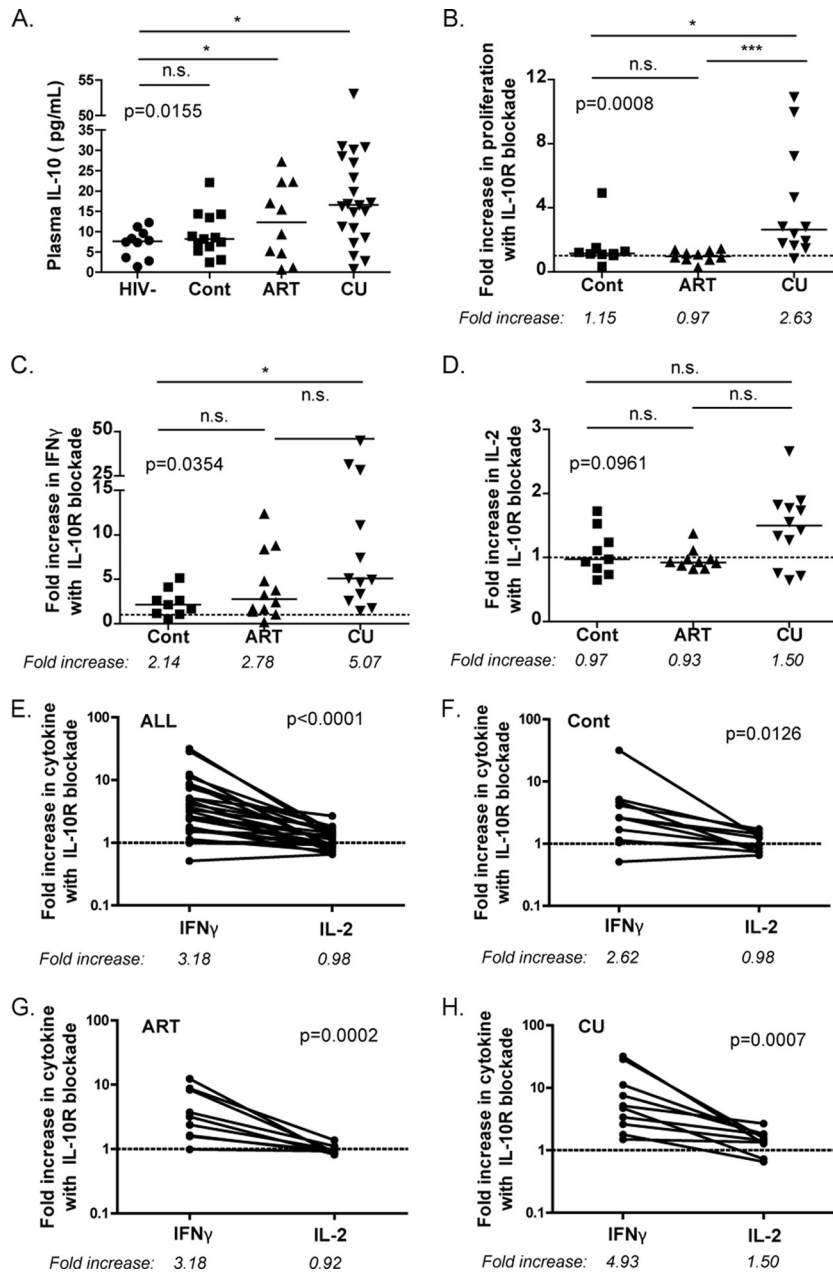 A.
*
*
n.s.
p=0.0155
Plasma IL-10 ( pg/mL)
55
50
35
30
25
20
15
10
5
0
HIV-
Cont
ART
CU
B.
*
***
n.s.
p=0.0008
Fold increase in proliferation
with IL-10R blockade
12
8
4
0
Cont
ART
CU
Fold increase: 1.15 0.97 2.63
C.
*
n.s.
n.s.
p=0.0354
Fold increase in IFNγ
with IL-10R blockade
50
25
15
10
5
0
Cont
ART
CU
Fold increase: 2.14 2.78 5.07
D.
n.s.
n.s.
n.s.
p=0.0961
Fold increase in IL-2
with IL-10R blockade
3
2
1
0
Cont
ART
CU
Fold increase: 0.97 0.93 1.50
E.
ALL
p<0.0001
Fold increase in cytokine
with IL-10R blockade
100
10
1
0.1
IFNγ
IL-2
Fold increase: 3.18 0.98
F.
Cont
p=0.0126
Fold increase in cytokine
with IL-10R blockade
100
10
1
0.1
IFNγ
IL-2
Fold increase: 2.62 0.98
G.
ART
p=0.0002
Fold increase in cytokine
with IL-10R blockade
100
10
1
0.1
IFNγ
IL-2
Fold increase: 3.18 0.92
H.
CU
p=0.0007
Fold increase in cytokine
with IL-10R blockade
100
10
1
0.1
IFNγ
IL-2
Fold increase: 4.93 1.50